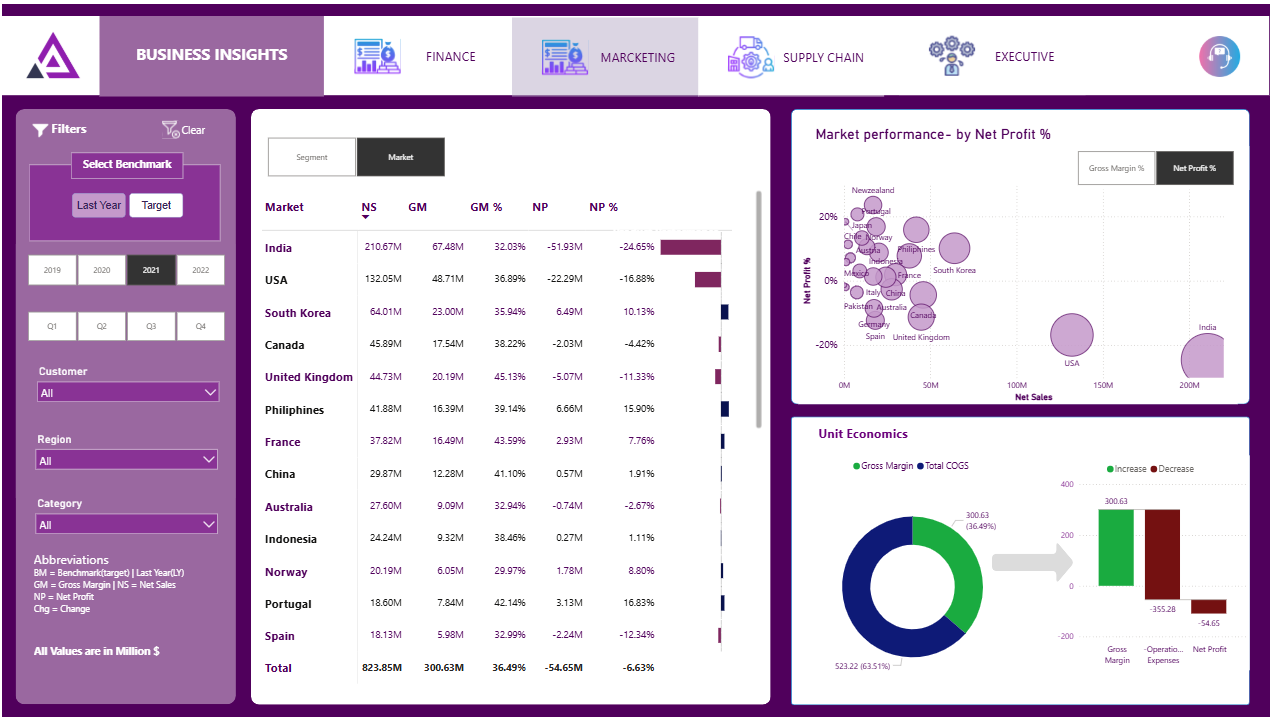 BUSINESS INSIGHTS
FINANCE
MARCKETING
SUPPLY CHAIN
EXECUTIVE
Filters
Clear
Select Benchmark
Last Year Target
2019 2020 2021 2022
Q1 Q2 Q3 Q4
Customer
All
Region
All
Category
All
Abbreviations
BM = Benchmark(target) | Last Year(LY)
GM = Gross Margin | NS = Net Sales
NP = Net Profit
Chg = Change
All Values are in Million $
Segment Market
Market NS GM GM % NP NP %
India 210.67M 67.48M 32.03% -51.93M -24.65%
USA 132.05M 48.71M 36.89% -22.29M -16.88%
South Korea 64.01M 23.00M 35.94% 6.49M 10.13%
Canada 45.89M 17.54M 38.22% -2.03M -4.42%
United Kingdom 44.73M 20.19M 45.13% -5.07M -11.33%
Philiphines 41.88M 16.39M 39.14% 6.66M 15.90%
France 37.82M 16.49M 43.59% 2.93M 7.76%
China 29.87M 12.28M 41.10% 0.57M 1.91%
Australia 27.60M 9.09M 32.94% -0.74M -2.67%
Indonesia 24.24M 9.32M 38.46% 0.27M 1.11%
Norway 20.19M 6.05M 29.97% 1.78M 8.80%
Portugal 18.60M 7.84M 42.14% 3.13M 16.83%
Spain 18.13M 5.98M 32.99% -2.24M -12.34%
Total 823.85M 300.63M 36.49% -54.65M -6.63%
Market performance- by Net Profit %
Gross Margin % Net Profit %
Newzealand
Portugal
20%
Japan
Chile Norway
Austria Philiphines
Indonesia
South Korea
Mexico France
0%
Italy China
Pakistan Australia
Canada
Germany
India
Spain United Kingdom
-20%
USA
Net Profit %
0M 50M 100M 150M 200M
Net Sales
Unit Economics
Gross Margin Total COGS
300.63
(36.49%)
523.22 (63.51%)
Increase Decrease
400
300.63
200
0
-355.28
-54.65
-200
Gross
Margin
-Operatio...
Expenses
Net Profit